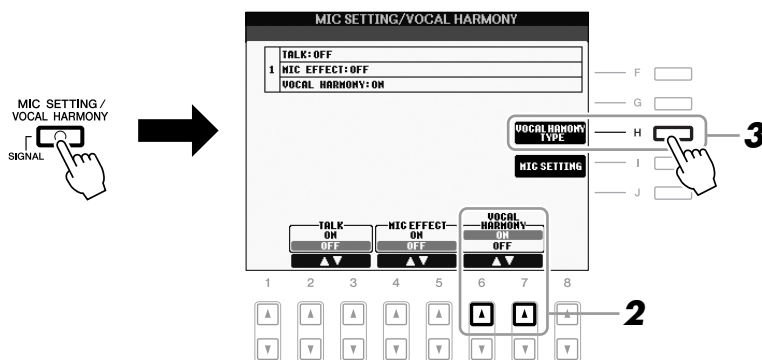 MIC SETTING/VOCAL HARMONY
TALK:OFF
1 MIC EFFECT:OFF
VOCAL HARMONY:ON
F
G
MIC SETTING /
VOCAL HARMONY
SIGNAL
VOCAL HAMONY
TYPE
H
3
MIC SETTING
I
J
TALK
ON
OFF
MIC EFFECT
ON
OFF
VOCAL
HARMONY
ON
OFF
1 2 3 4 5 6 7 8
2